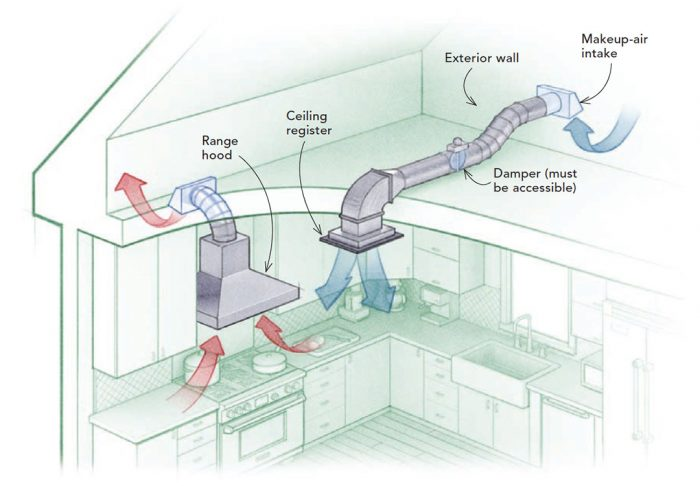 Makeup-air
intake
Exterior wall
Ceiling
register
Range
hood
Damper (must
be accessible)